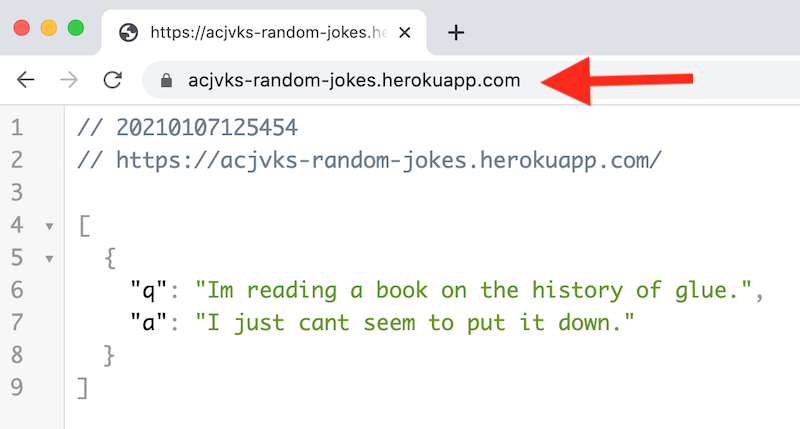 https://acjvks-random-jokes.he
acjvks-random-jokes.herokuapp.com
1 // 20210107125454
2 // https://acjvks-random-jokes.herokuapp.com/
3
4 [
5 {
6 "q": "Im reading a book on the history of glue.",
7 "a": "I just cant seem to put it down."
8 }
9 ]